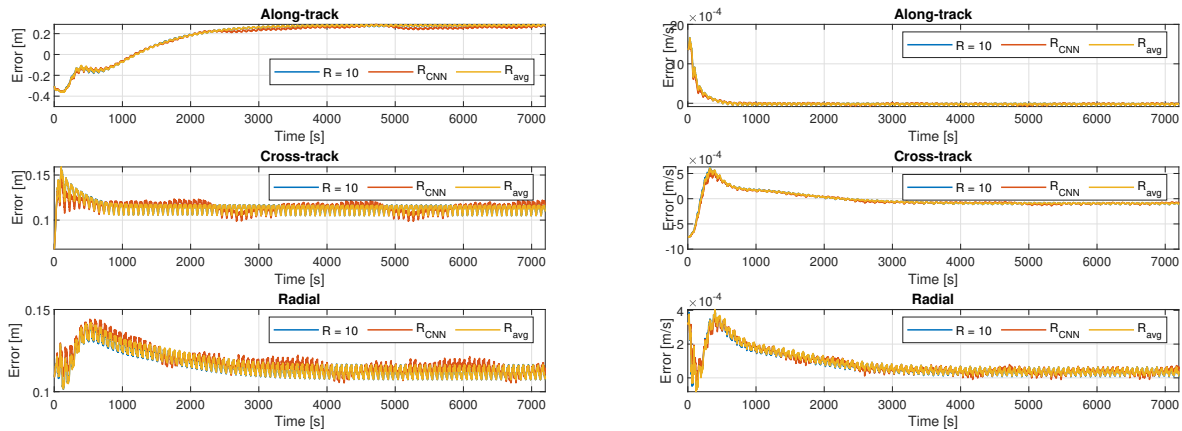 Along-track
Error [m]
0.2
0
-0.2
-0.4
R = 10 R_CNN R_avg
0 1000 2000 3000 4000 5000 6000 7000
Time [s]
Cross-track
Error [m]
0.15
0.1
R = 10 R_CNN R_avg
0 1000 2000 3000 4000 5000 6000 7000
Time [s]
Radial
Error [m]
0.15
0.1
R = 10 R_CNN R_avg
0 1000 2000 3000 4000 5000 6000 7000
Time [s]
Along-track
×10⁻⁴
Error [m/s]
20
10
0
R = 10 R_CNN R_avg
0 1000 2000 3000 4000 5000 6000 7000
Time [s]
Cross-track
×10⁻⁴
Error [m/s]
5
0
-5
-10
R = 10 R_CNN R_avg
0 1000 2000 3000 4000 5000 6000 7000
Time [s]
Radial
×10⁻⁴
Error [m/s]
4
2
0
R = 10 R_CNN R_avg
0 1000 2000 3000 4000 5000 6000 7000
Time [s]